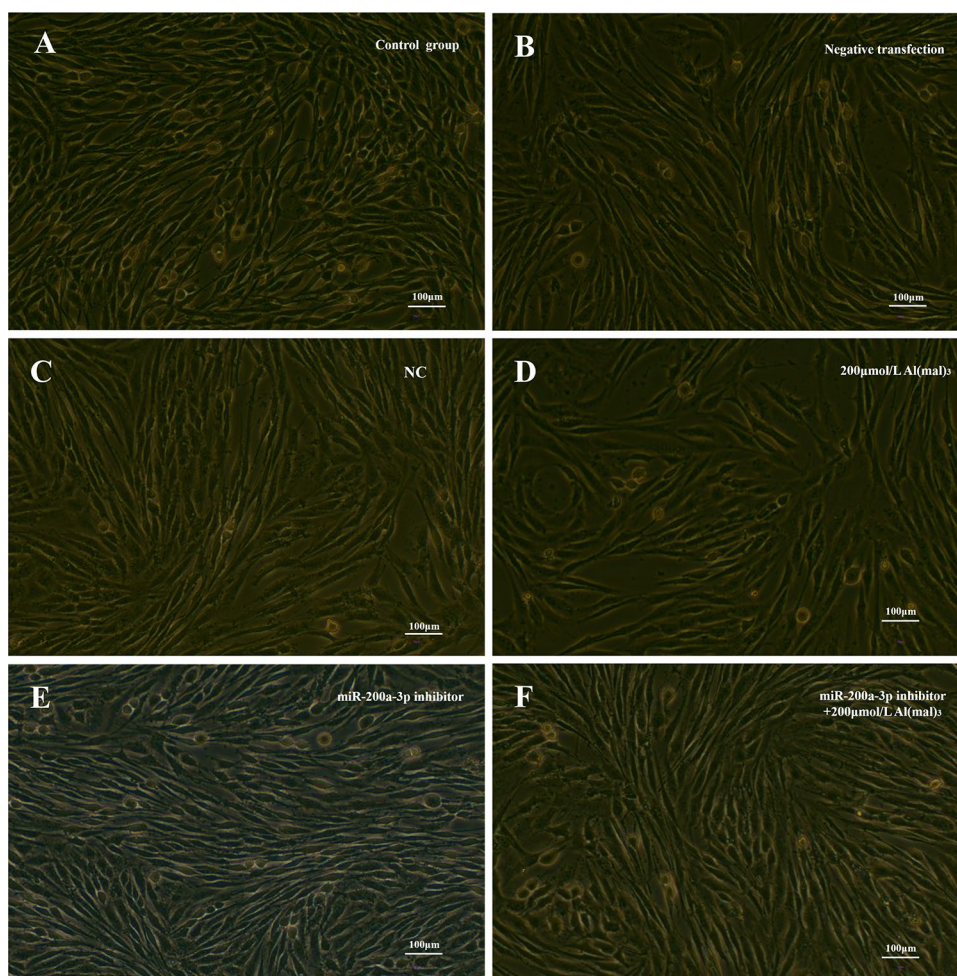 A
Control group
100μm
B
Negative transfection
100μm
C
NC
100μm
D
200μmol/L Al(mal)₃
100μm
E
miR-200a-3p inhibitor
100μm
F
miR-200a-3p inhibitor
+200μmol/L Al(mal)₃
100μm